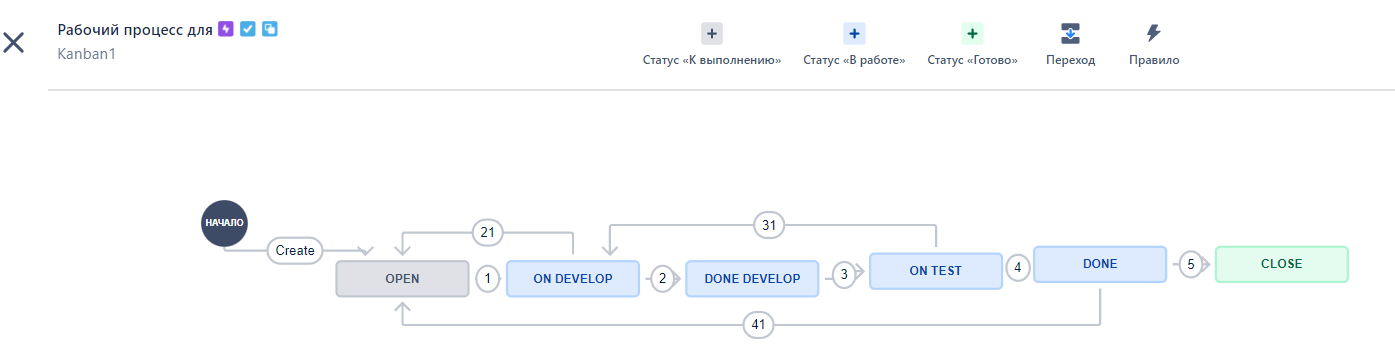 Рабочий процесс для
Kanban1
Статус «К выполнению»
Статус «В работе»
Статус «Готово»
Переход
Правило
НАЧАЛО
Create
21
31
OPEN
1
ON DEVELOP
2
DONE DEVELOP
3
ON TEST
4
DONE
5
CLOSE
41